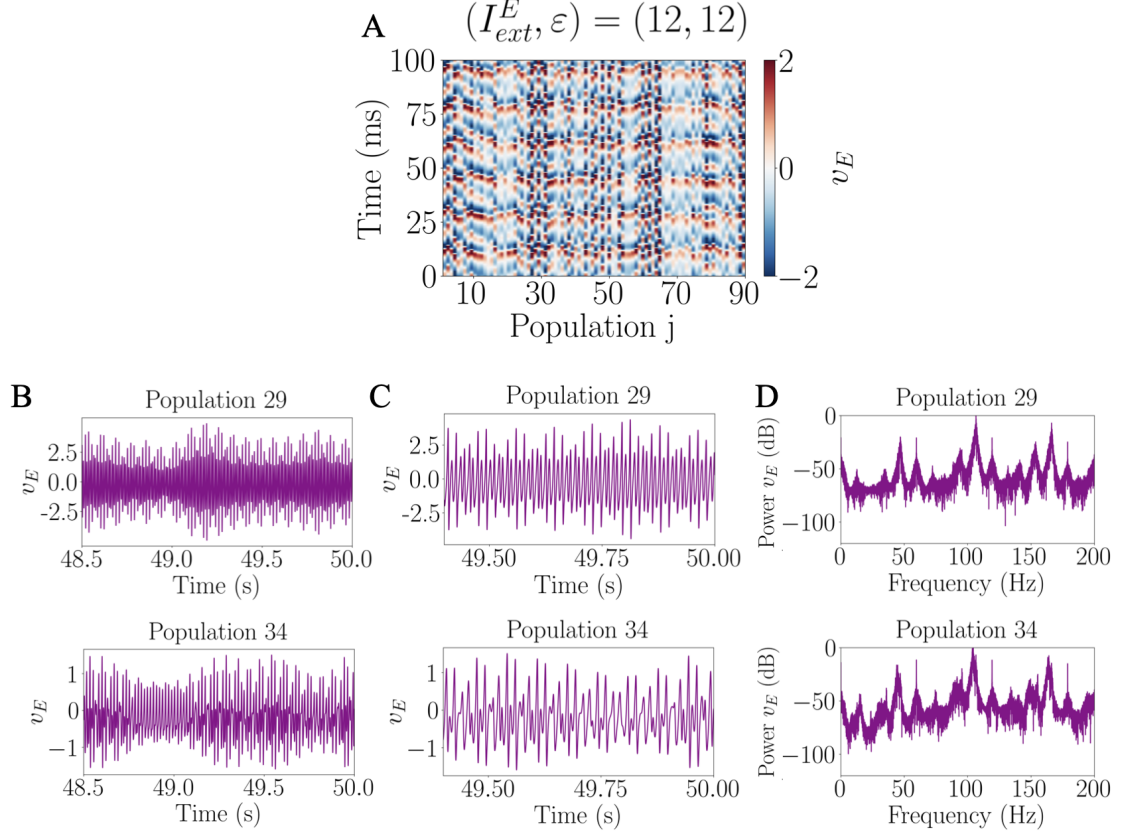 A
(I_{ext}^{E}, ε) = (12, 12)
100
75
50
25
0
Time (ms)
10 30 50 70 90
Population j
2
0
−2
v_E
B
Population 29
2.5
0.0
-2.5
v_E
48.5 49.0 49.5 50.0
Time (s)
Population 34
1
0
−1
v_E
48.5 49.0 49.5 50.0
Time (s)
C
Population 29
2.5
0.0
−2.5
v_E
49.50 49.75 50.00
Time (s)
Population 34
1
0
−1
v_E
49.50 49.75 50.00
Time (s)
D
Population 29
0
−50
−100
Power v_E (dB)
0 50 100 150 200
Frequency (Hz)
Population 34
0
−50
−100
Power v_E (dB)
0 50 100 150 200
Frequency (Hz)